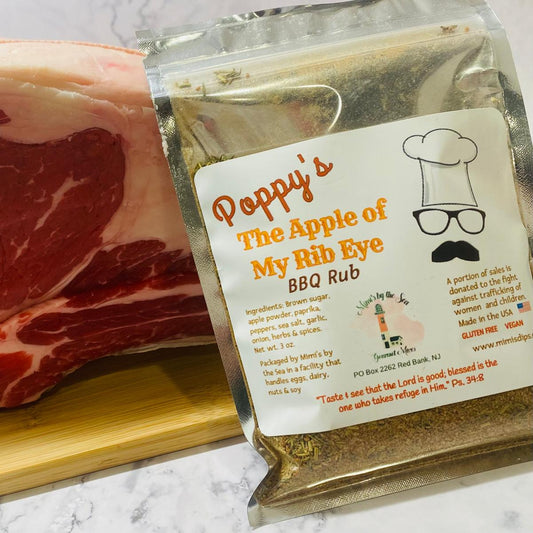 Poppy's
The Apple of
My Rib Eye
BBQ Rub
Ingredients: Brown sugar,
apple powder, paprika,
peppers, sea salt, garlic,
onion, herbs & spices.
Net wt. 3 oz
Packaged by Mimi's by
the Sea in a facility that
handles eggs, dairy,
nuts & soy
Mimi's by the Sea
Gourmet Mixes
PO Box 2262 Red Bank, NJ
A portion of sales is
donated to the fight
against trafficking of
women and children.
Made in the USA
GLUTEN FREE VEGAN
www.mimisdips.
"Taste & see that the Lord is good; blessed is the
one who takes refuge in Him." Ps. 34:8